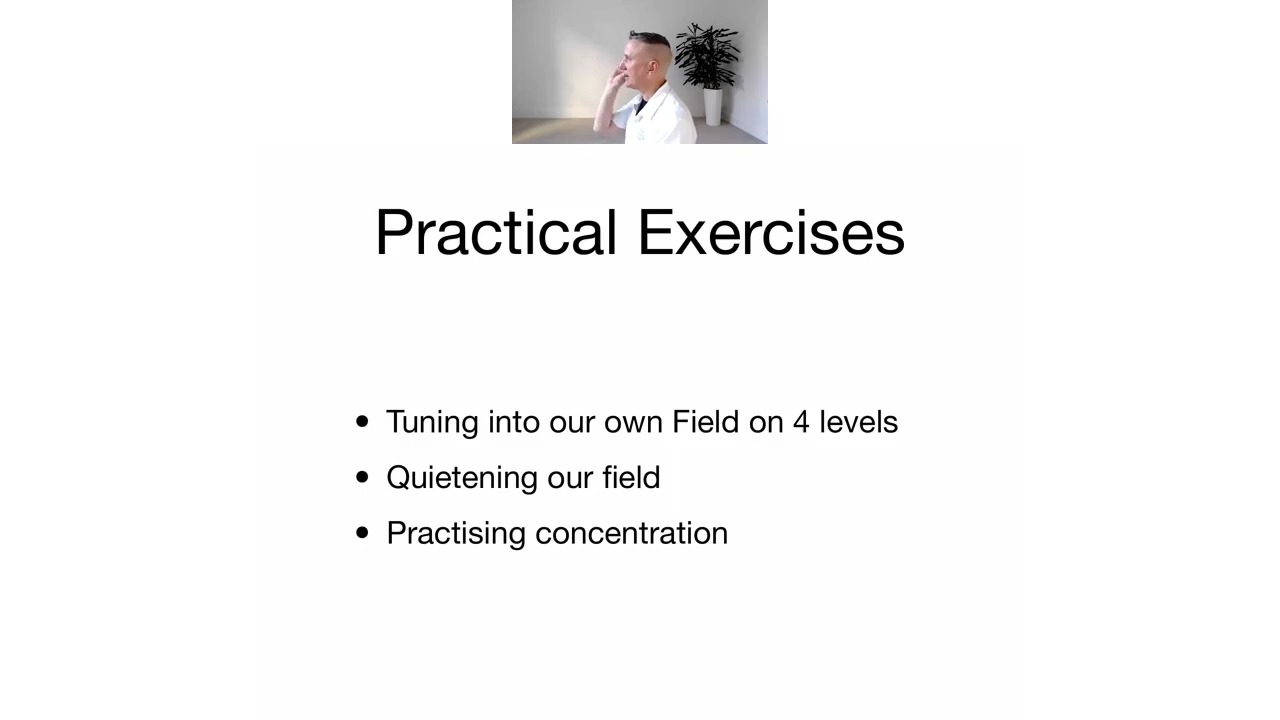 Practical Exercises
• Tuning into our own Field on 4 levels
• Quietening our field
• Practising concentration